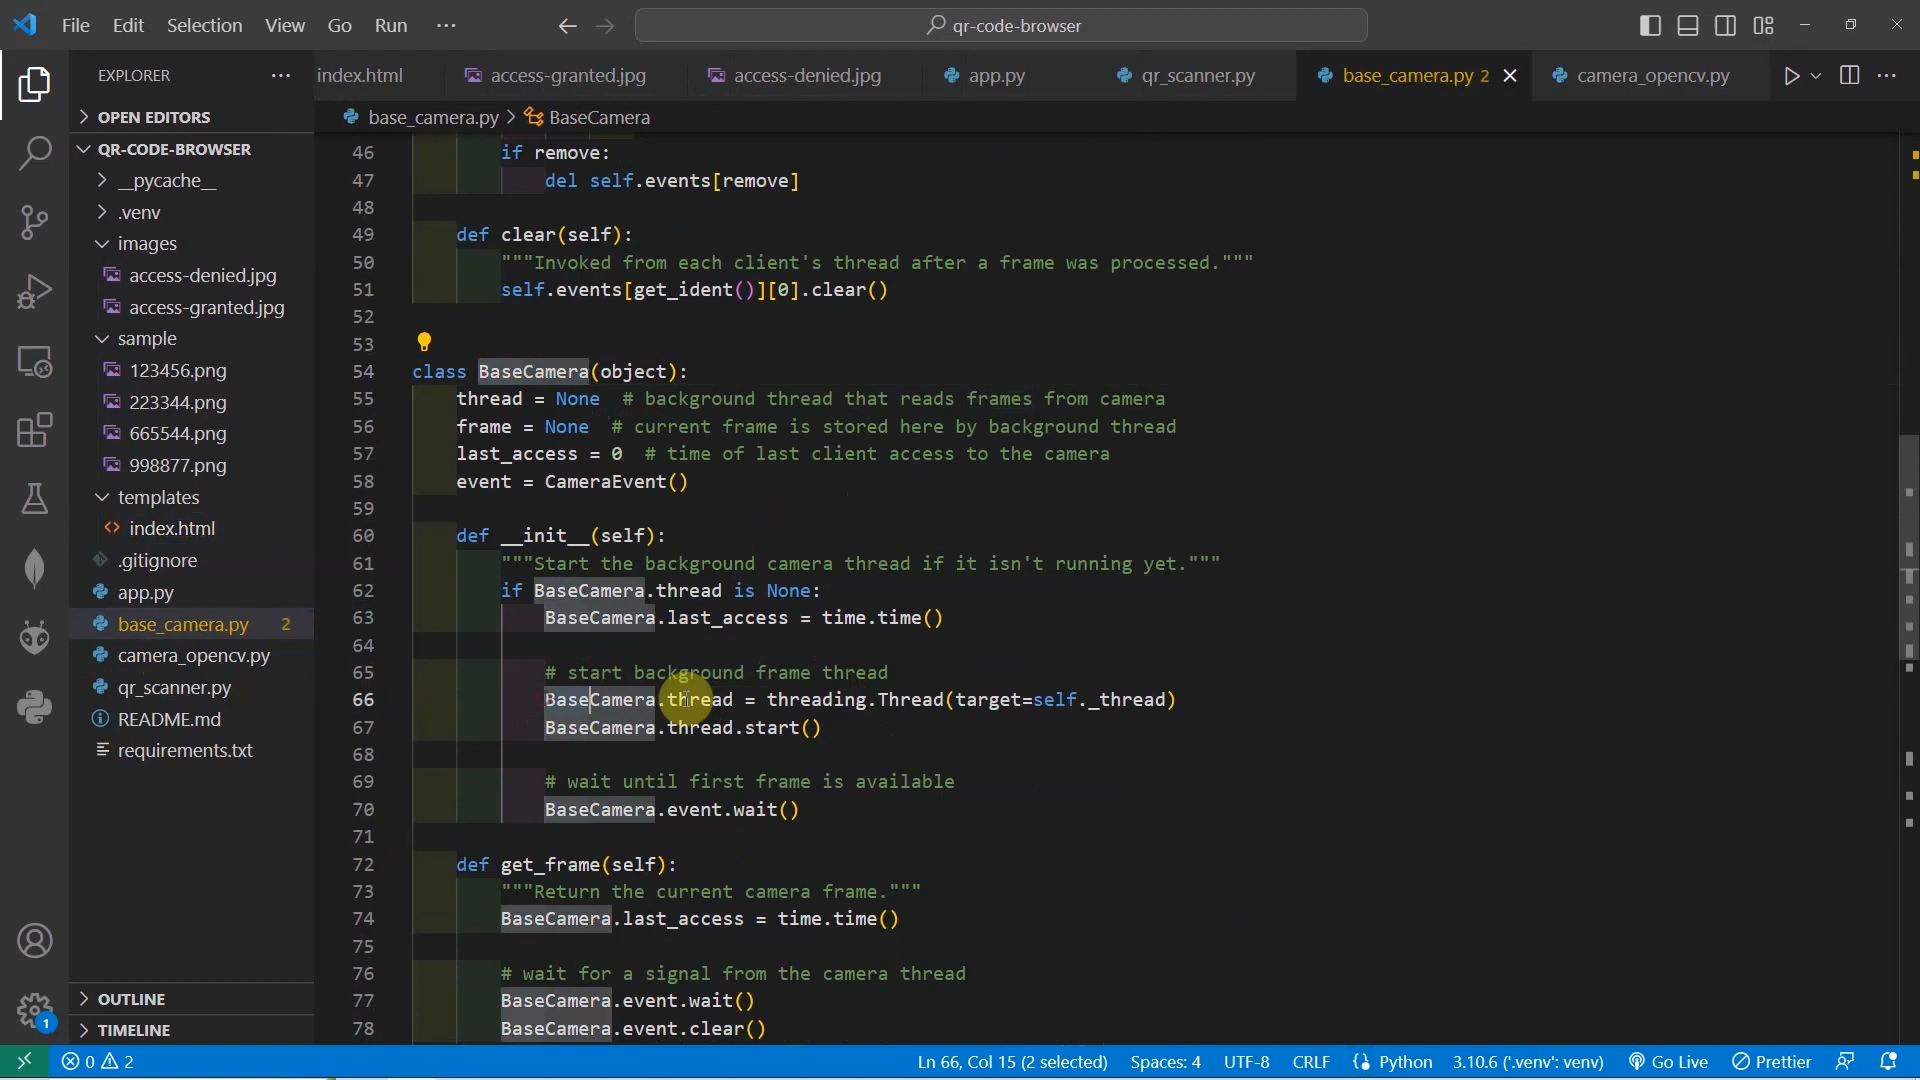 File Edit Selection View Go Run ··· qr-code-browser
EXPLORER ··· index.html access-granted.jpg access-denied.jpg app.py qr_scanner.py base_camera.py 2 camera_opencv.py
OPEN EDITORS
base_camera.py > BaseCamera
QR-CODE-BROWSER
__pycache__
.venv
images
access-denied.jpg
access-granted.jpg
sample
123456.png
223344.png
665544.png
998877.png
templates
index.html
.gitignore
app.py
base_camera.py 2
camera_opencv.py
qr_scanner.py
README.md
requirements.txt
OUTLINE
TIMELINE
1
46 if remove:
47 del self.events[remove]
48
49 def clear(self):
50 """Invoked from each client's thread after a frame was processed."""
51 self.events[get_ident()][0].clear()
52
53
54 class BaseCamera(object):
55 thread = None # background thread that reads frames from camera
56 frame = None # current frame is stored here by background thread
57 last_access = 0 # time of last client access to the camera
58 event = CameraEvent()
59
60 def __init__(self):
61 """Start the background camera thread if it isn't running yet."""
62 if BaseCamera.thread is None:
63 BaseCamera.last_access = time.time()
64
65 # start background frame thread
66 BaseCamera.thread = threading.Thread(target=self._thread)
67 BaseCamera.thread.start()
68
69 # wait until first frame is available
70 BaseCamera.event.wait()
71
72 def get_frame(self):
73 """Return the current camera frame."""
74 BaseCamera.last_access = time.time()
75
76 # wait for a signal from the camera thread
77 BaseCamera.event.wait()
78 BaseCamera.event.clear()
0 2 Ln 66, Col 15 (2 selected) Spaces: 4 UTF-8 CRLF Python 3.10.6 ('.venv': venv) Go Live Prettier